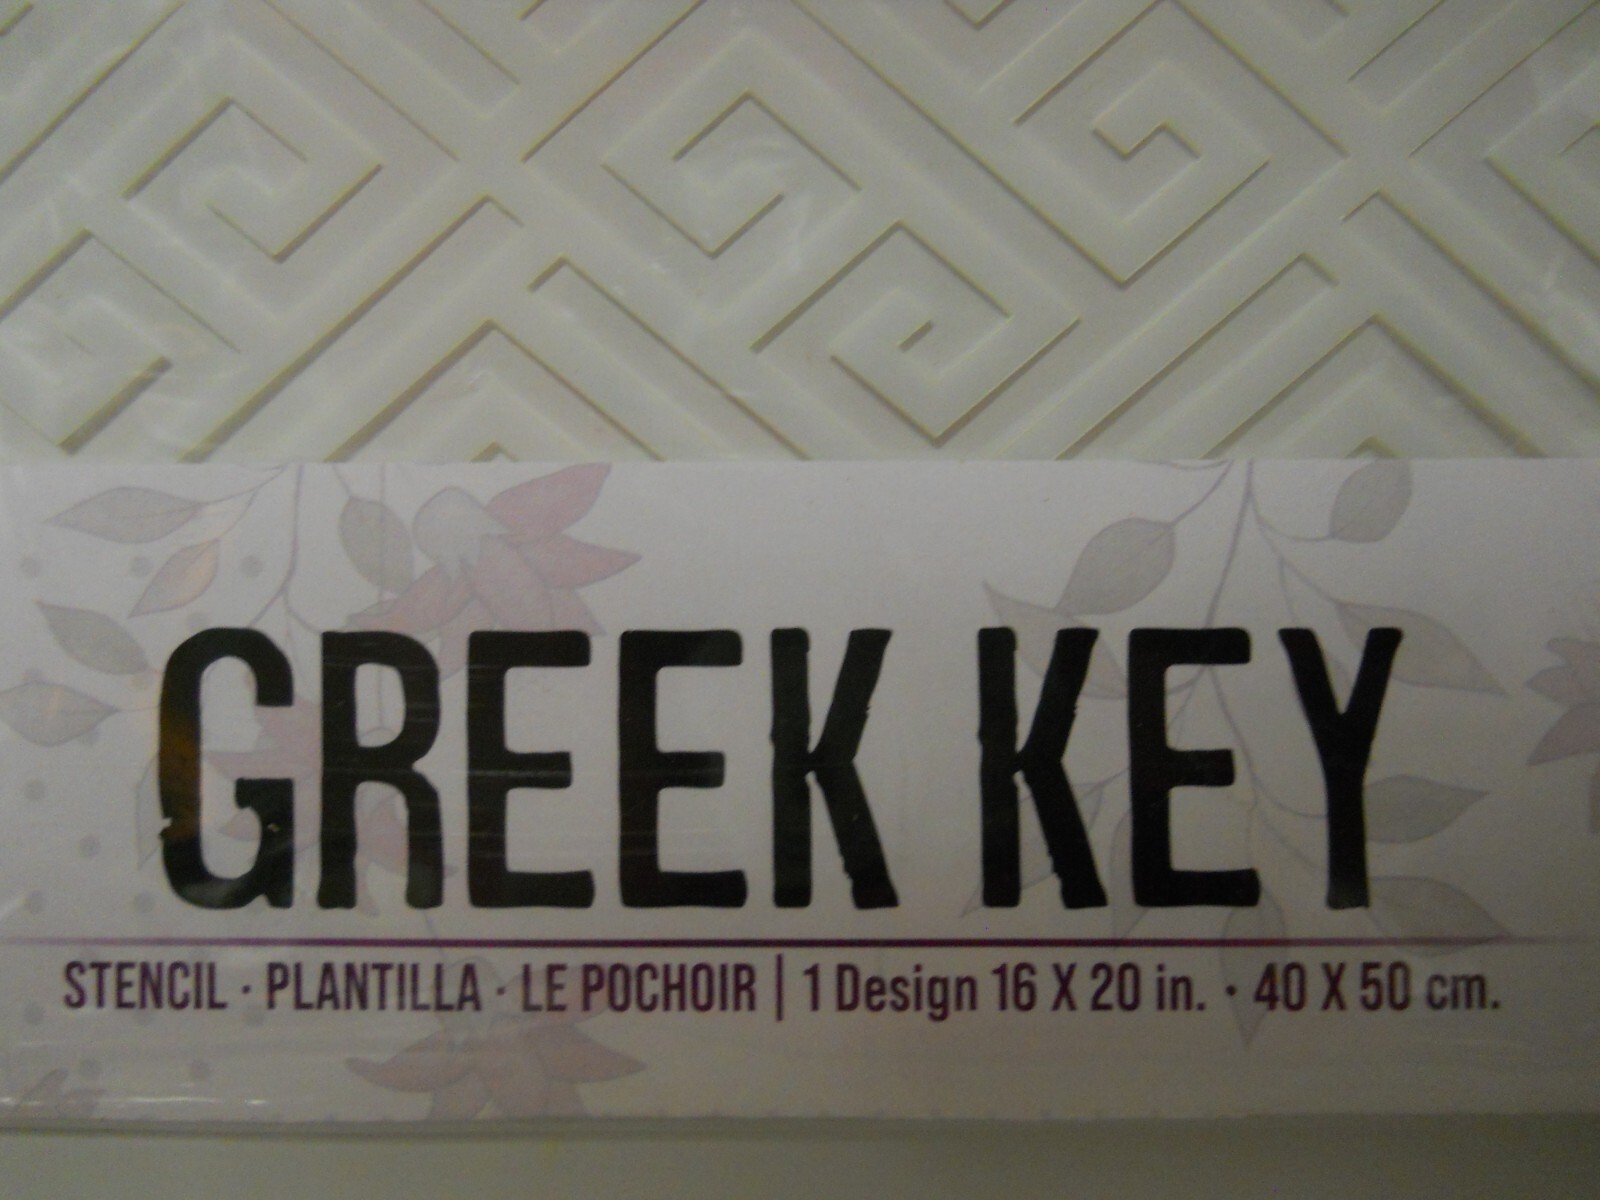 GREEK KEY
STENCIL · PLANTILLA · LE POCHOIR | 1 Design 16 X 20 in. · 40 X 50 cm.